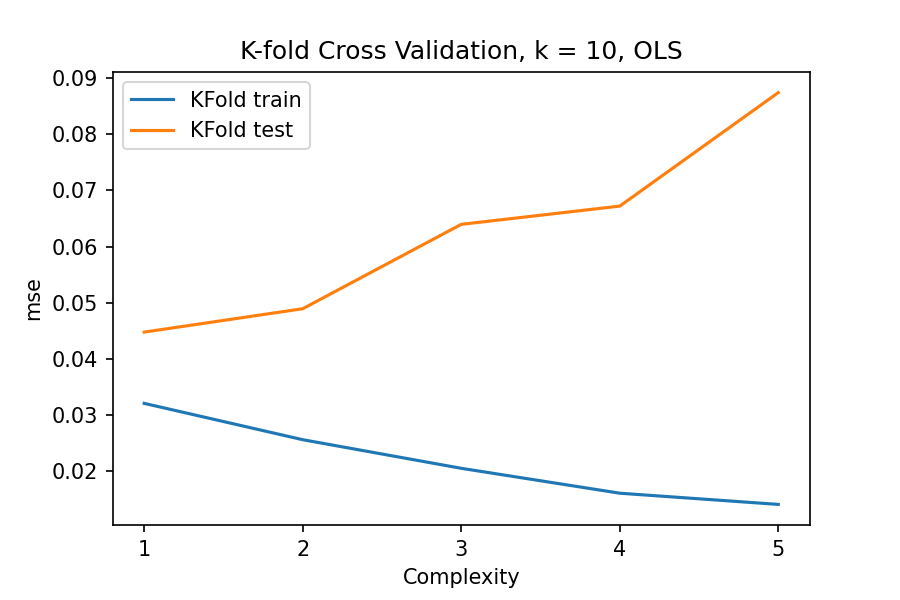 K-fold Cross Validation, k = 10, OLS
KFold train
KFold test
0.09
0.08
0.07
0.06
0.05
0.04
0.03
0.02
mse
1 2 3 4 5
Complexity